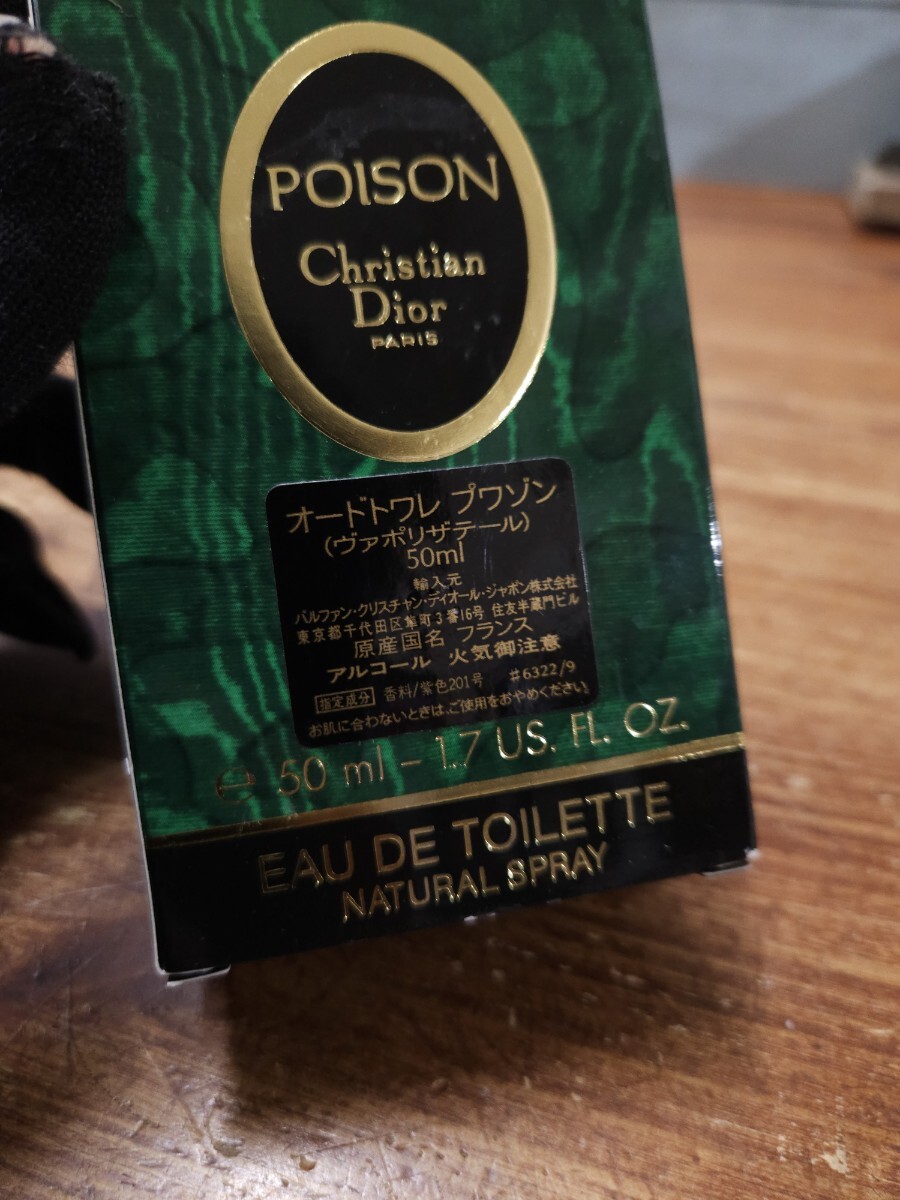 POISON
Christian
Dior
PARIS
オードトワレ プワゾン
(ヴァポリザテール)
50ml
輸入元
パルファン・クリスチャン・ディオール・ジャポン株式会社
東京都千代田区隼町3番16号 住友半蔵門ビル
原産国名 フランス
アルコール 火気御注意
指定成分 香料/紫色201号 #6322/9
お肌に合わないときは、ご使用をおやめください。
℮ 50 ml - 1.7 US. FL. OZ.
EAU DE TOILETTE
NATURAL SPRAY